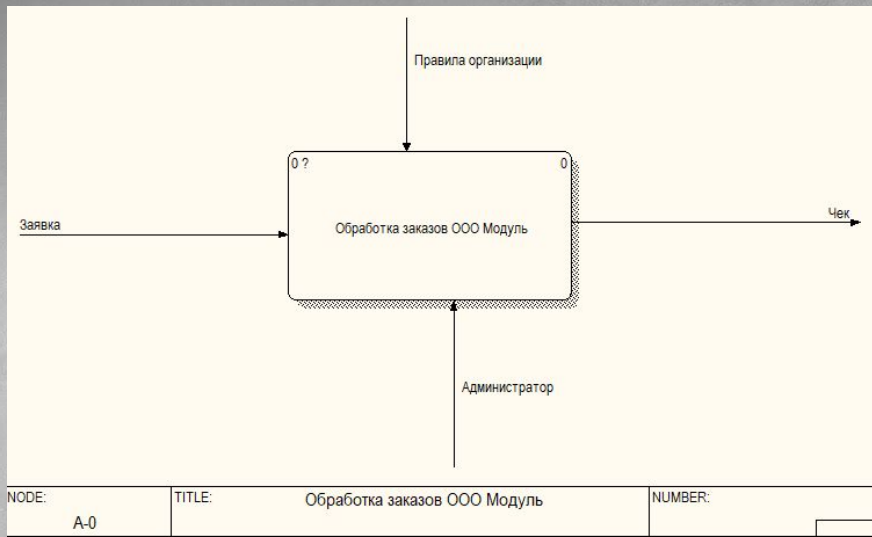 Правила организации
0 ?
0
Заявка
Обработка заказов ООО Модуль
Чек
Администратор
NODE:
TITLE:
Обработка заказов ООО Модуль
NUMBER:
A-0